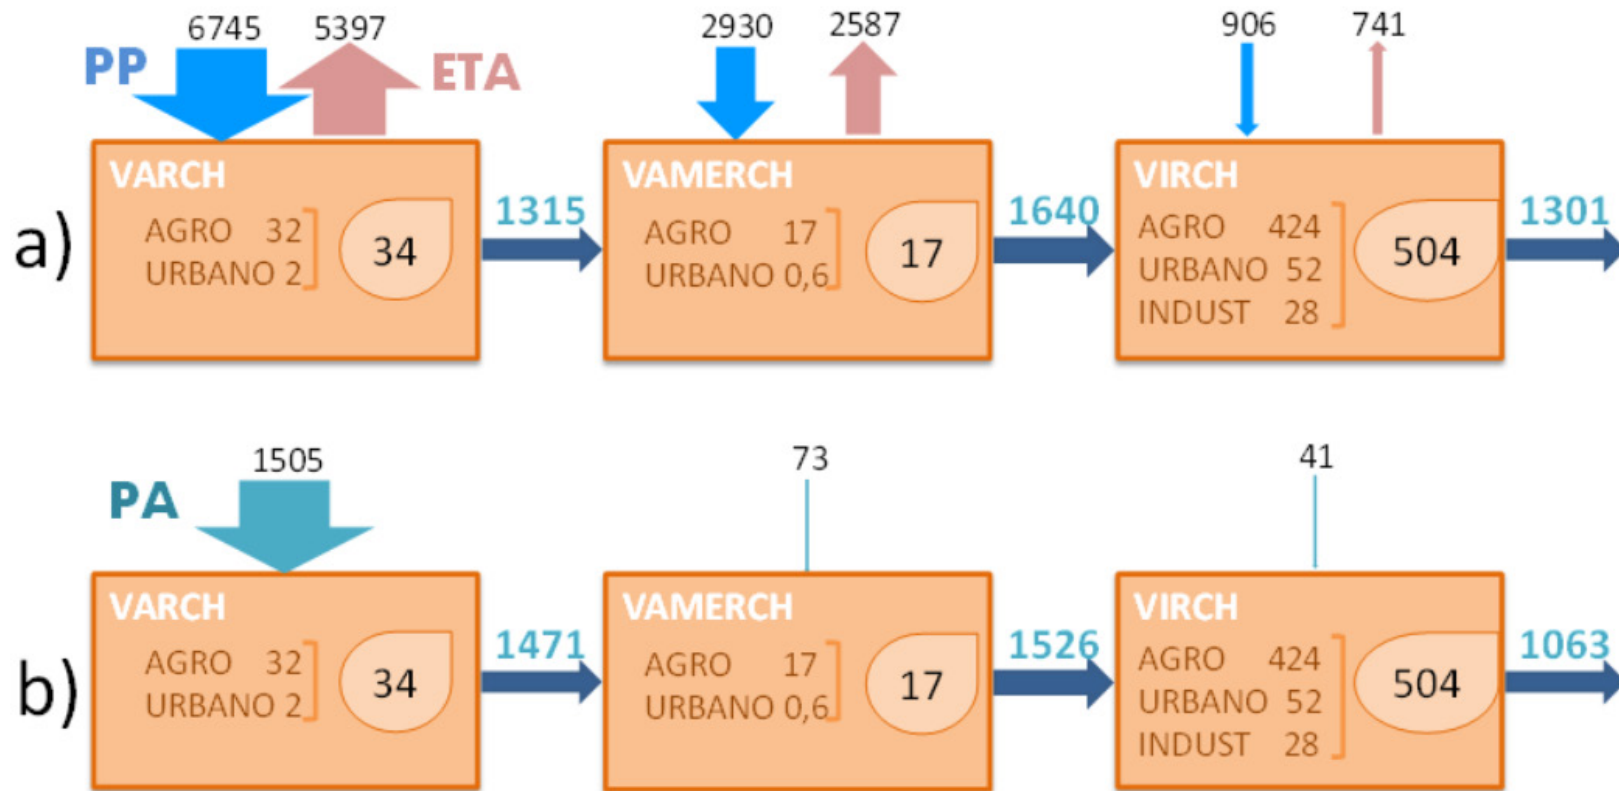 6745 5397 2930 2587 906 741
PP ETA
VARCH VAMERCH VIRCH
a)
AGRO 32
URBANO 2
34
1315
AGRO 17
URBANO 0,6
17
1640
AGRO 424
URBANO 52
INDUST 28
504
1301
1505 73 41
PA
VARCH VAMERCH VIRCH
b)
AGRO 32
URBANO 2
34
1471
AGRO 17
URBANO 0,6
17
1526
AGRO 424
URBANO 52
INDUST 28
504
1063